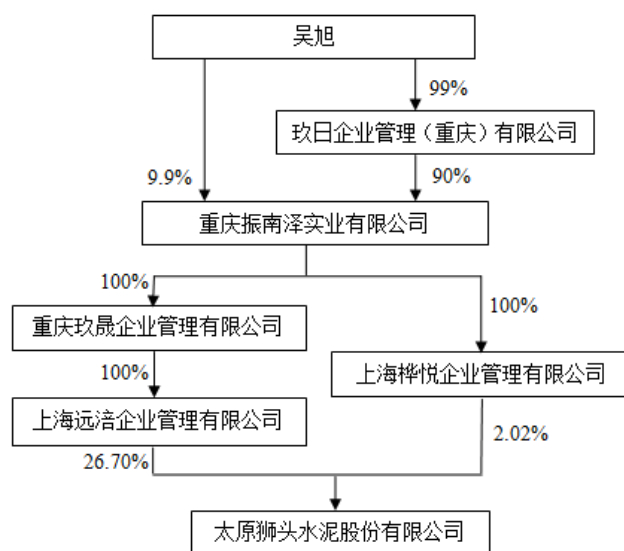 吴旭
99%
玖日企业管理（重庆）有限公司
9.9%
90%
重庆振南泽实业有限公司
100%
100%
重庆玖晟企业管理有限公司
100%
上海桦悦企业管理有限公司
上海远涪企业管理有限公司
26.70%
2.02%
太原狮头水泥股份有限公司